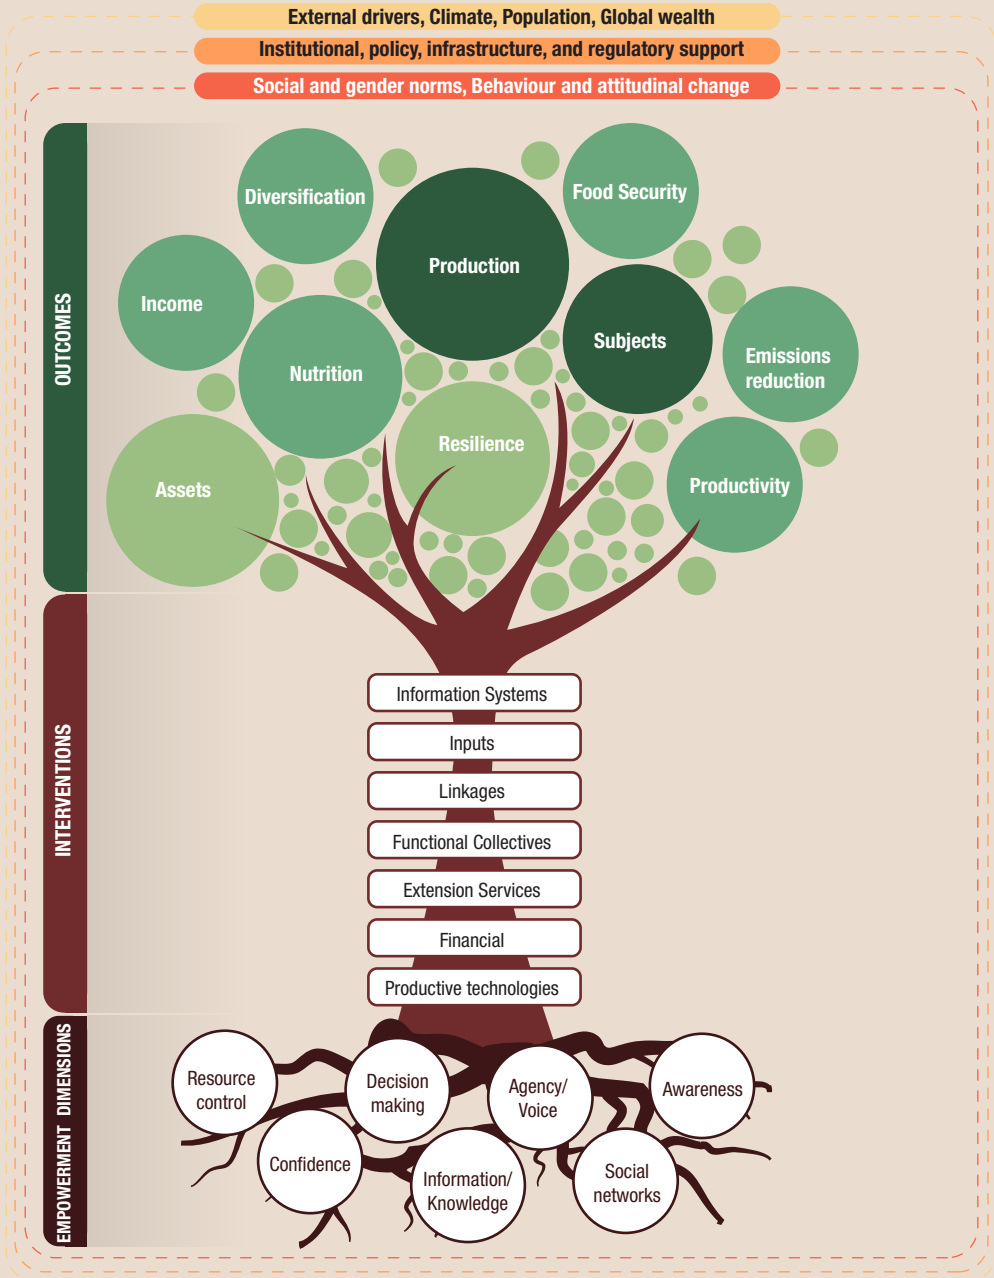 External drivers, Climate, Population, Global wealth
Institutional, policy, infrastructure, and regulatory support
Social and gender norms, Behaviour and attitudinal change
OUTCOMES
Diversification
Food Security
Production
Income
Subjects
Emissions
reduction
Nutrition
Resilience
Assets
Productivity
INTERVENTIONS
Information Systems
Inputs
Linkages
Functional Collectives
Extension Services
Financial
Productive technologies
EMPOWERMENT DIMENSIONS
Resource
control
Decision
making
Agency/
Voice
Awareness
Confidence
Information/
Knowledge
Social
networks